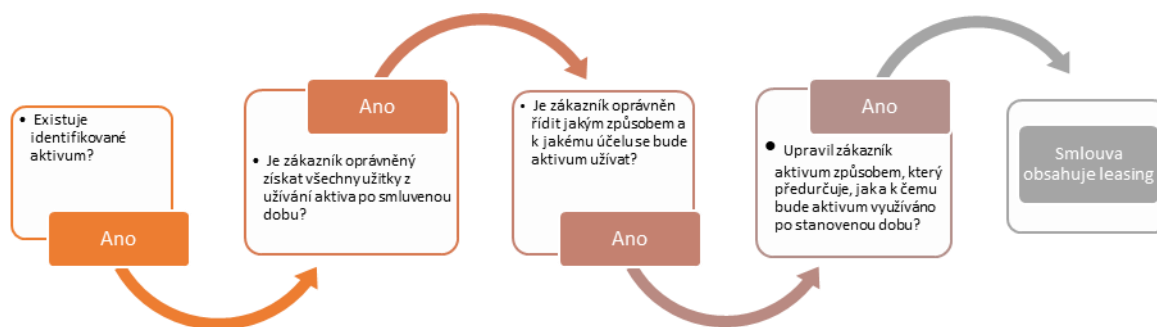 • Existuje
identifikované
aktivum?
Ano
Ano
• Je zákazník oprávněný
získat všechny užitky z
užívání aktiva po smluvenou
dobu?
• Je zákazník oprávněn
řídit jakým způsobem a
k jakému účelu se bude
aktivum užívat?
Ano
Ano
• Upravil zákazník
aktivum způsobem, který
předurčuje, jak a k čemu
bude aktivum využíváno
po stanovenou dobu?
Smlouva
obsahuje leasing